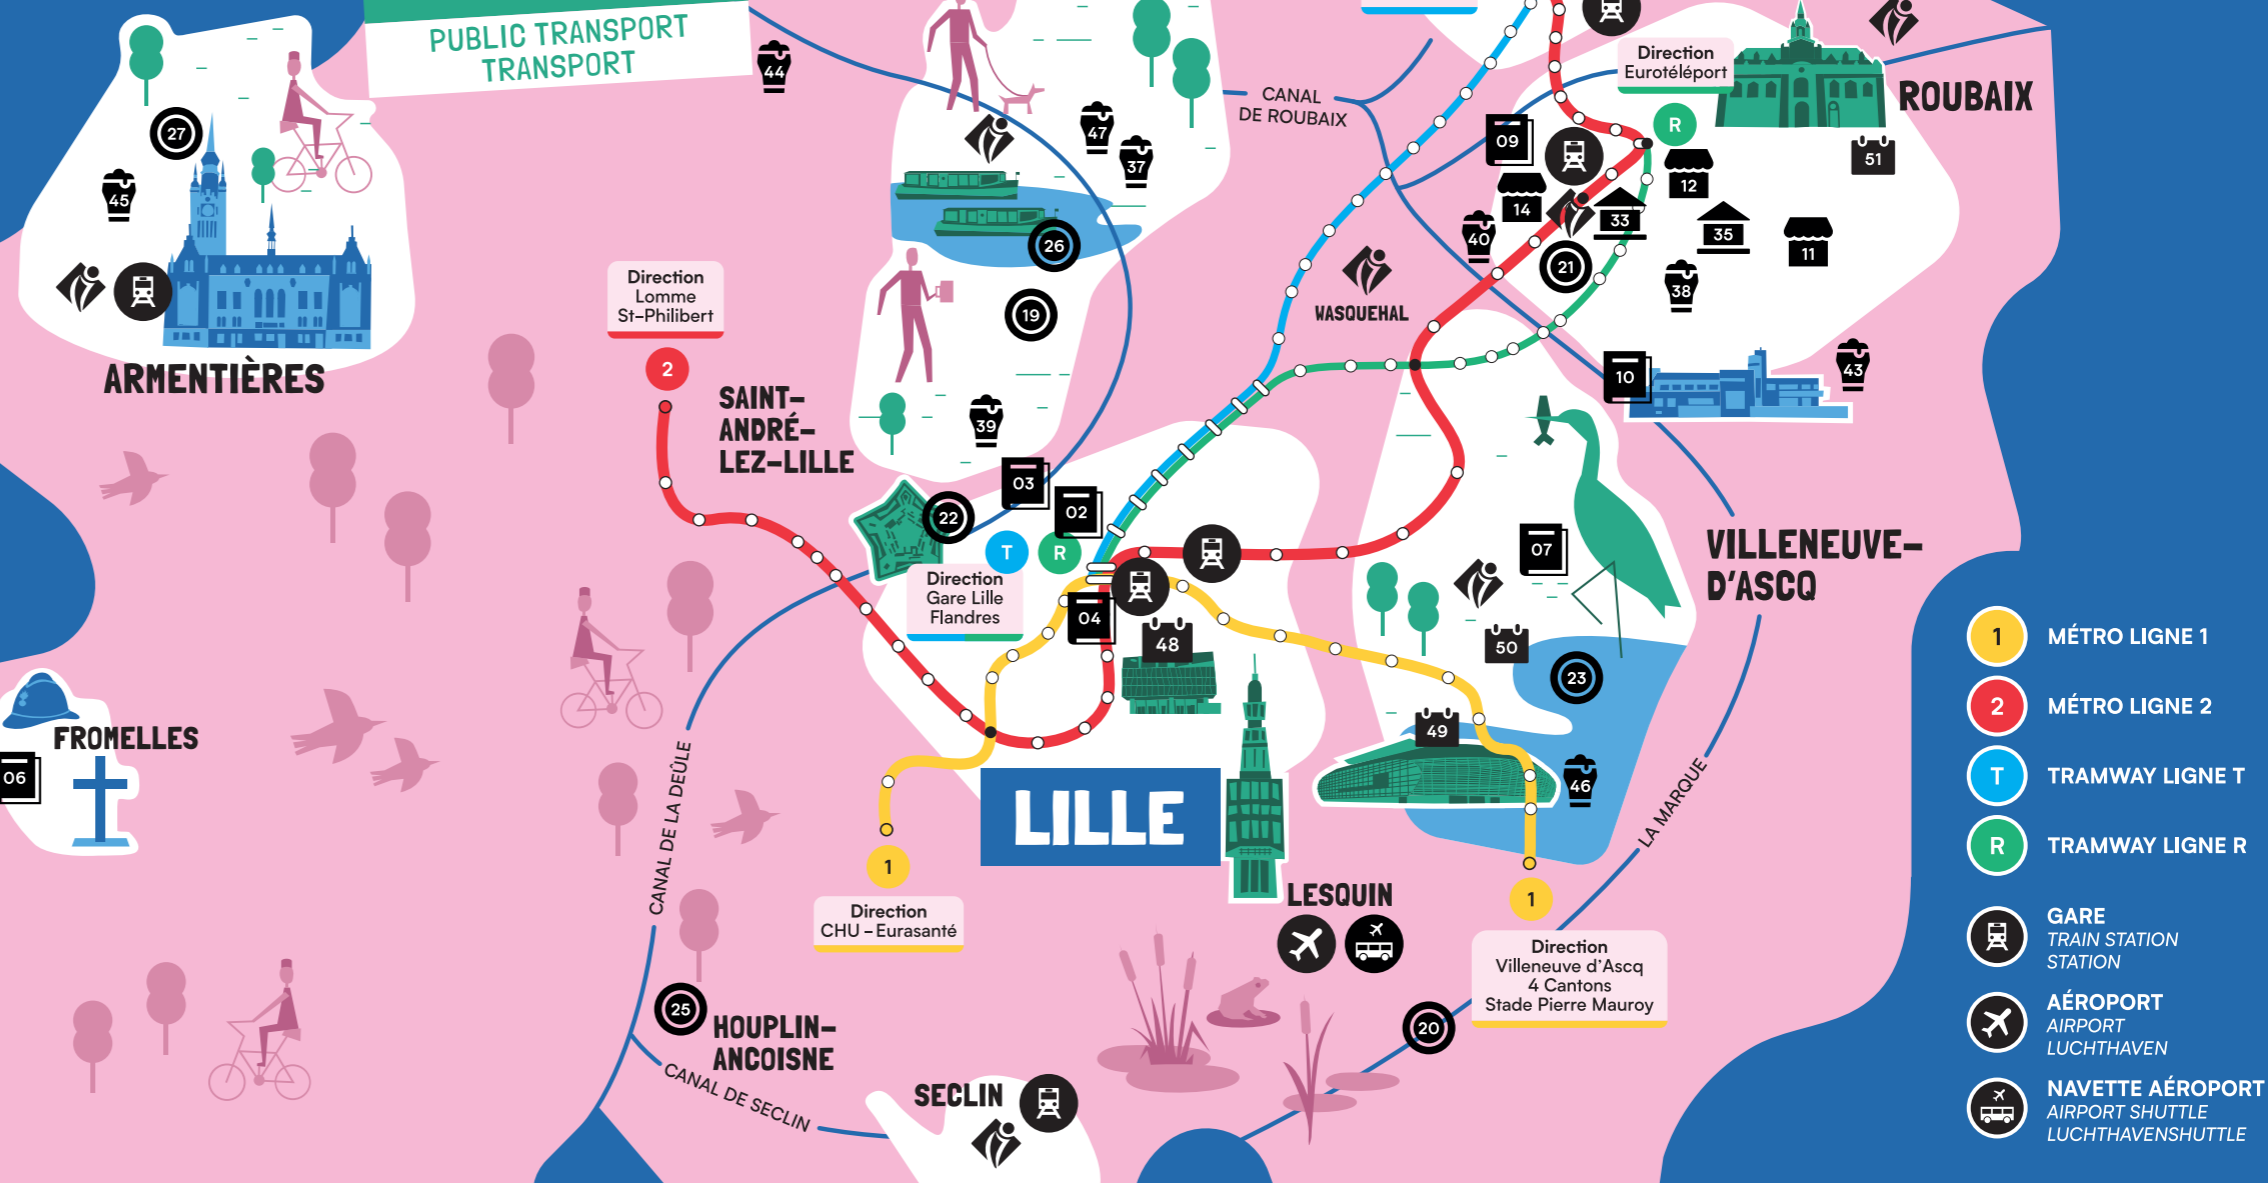 PUBLIC TRANSPORT
TRANSPORT
44
27
45
ARMENTIÈRES
47
37
26
19
39
CANAL
DE ROUBAIX
Direction
Eurotéléport
R
ROUBAIX
09
51
12
14
33
35
11
40
21
38
WASQUEHAL
10
43
Direction
Lomme
St-Philibert
2
SAINT-
ANDRÉ-
LEZ-LILLE
03
02
22
T
R
Direction
Gare Lille
Flandres
04
48
07
50
23
49
46
VILLENEUVE-
D'ASCQ
FROMELLES
06
CANAL DE LA DEÛLE
LILLE
1
Direction
CHU - Eurasanté
LA MARQUE
LESQUIN
1
Direction
Villeneuve d'Ascq
4 Cantons
Stade Pierre Mauroy
20
25
HOUPLIN-
ANCOISNE
CANAL DE SECLIN
SECLIN
1
MÉTRO LIGNE 1
2
MÉTRO LIGNE 2
T
TRAMWAY LIGNE T
R
TRAMWAY LIGNE R
GARE
TRAIN STATION
STATION
AÉROPORT
AIRPORT
LUCHTHAVEN
NAVETTE AÉROPORT
AIRPORT SHUTTLE
LUCHTHAVENSHUTTLE